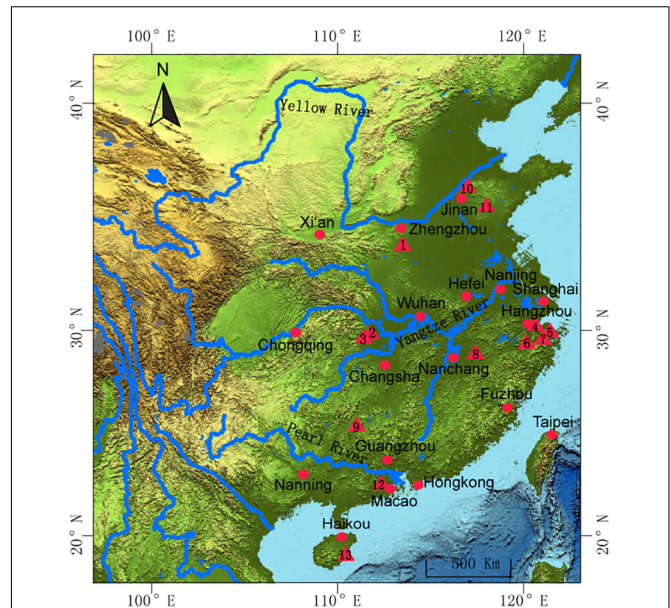 100° E 110° E 120° E
N
40° N
40° N
Yellow River
10
Jinan
11
Xi'an
Zhengzhou
1
Nanjing
Hefei
Shanghai
Wuhan
Hangzhou
Yangtze River
4
5
30° N
30° N
2
3
6
7
Chongqing
8
Nanchang
Changsha
Fuzhou
9
Taipei
Pearl River
Guangzhou
Nanning
12
Hongkong
Macao
20° N
20° N
Haikou
13
500 Km
100° E 110° E 120° E